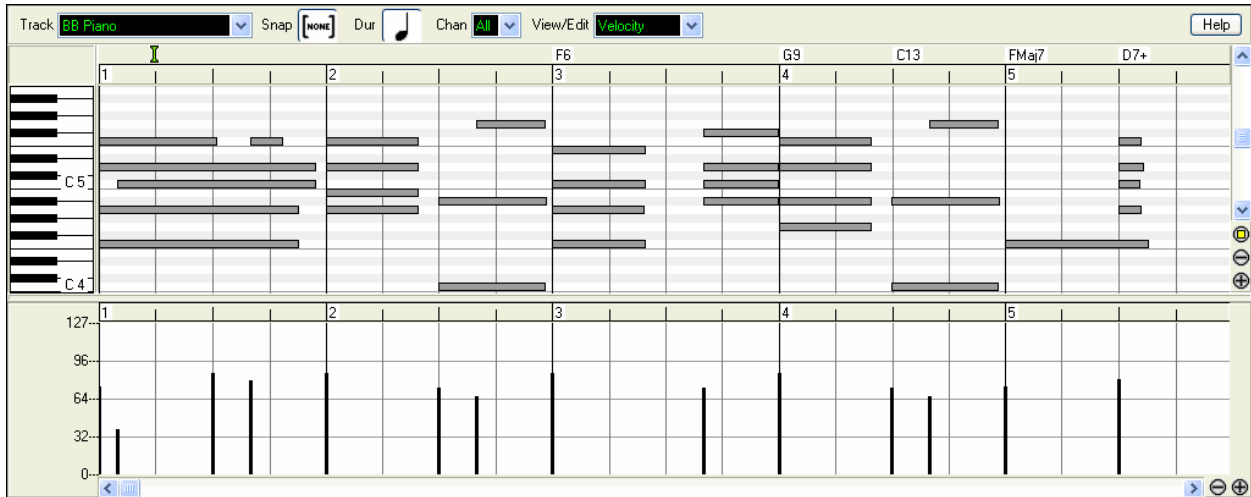 Track BB Piano Snap [NONE] Dur Chan All View/Edit Velocity Help
F6 G9 C13 FMaj7 D7+
1 2 3 4 5
C 5
C 4
1 2 3 4 5
127
96
64
32
0